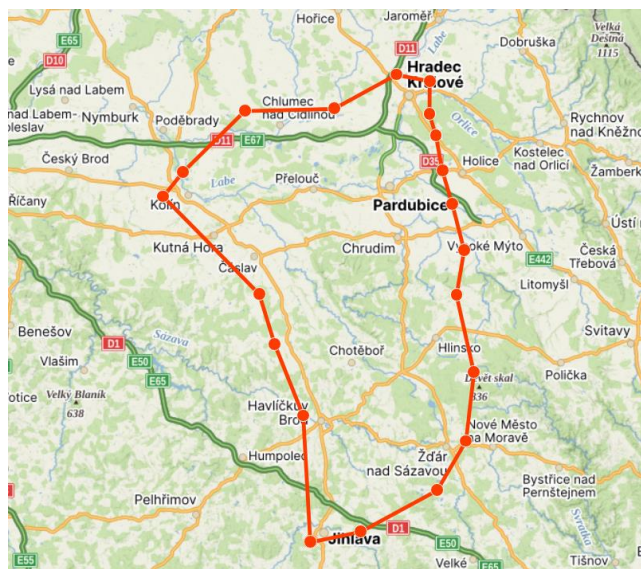 Jaroměř
Hořice
E65
D10
D11
Labe
Dobruška
Velká
Deštná
1115
Hradec
Králové
Lysá nad Labem
Chlumec
nad Cidlinou
nad Labem-
Nymburk
Poděbrady
Orlice
Rychnov
nad Kněžno
D11
E67
Český Brod
D35
Holice
Kostelec
nad Orlicí
Žamberk
Labe
Přelouč
Říčany
Kolín
Pardubice
Ústí
Kutná Hora
Chrudim
Vysoké Mýto
Česká
Třebová
Čáslav
E442
Litomyšl
Benešov
D1
Sázava
Svitavy
E50
Hlinsko
Vlašim
E65
Chotěboř
Devět skal
836
Polička
Velký Blaník
638
Havlíčkův
Brod
Nové Město
na Moravě
Humpolec
Žďár
nad Sázavou
Bystřice nad
Pernštejnem
Pelhřimov
Svratka
D1
Jihlava
E50
E55
Velké
Tišnov